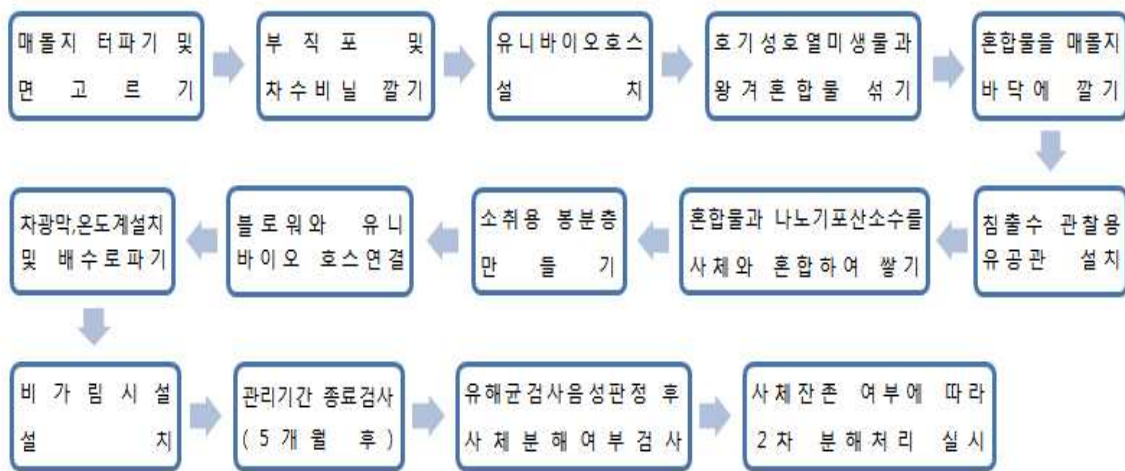 매몰지 터파기 및
면 고르기
부직포 및
차수비닐 깔기
유니바이오호스
설치
호기성호열미생물과
왕겨혼합물 섞기
혼합물을 매몰지
바닥에 깔기
침출수 관찰용
유공관 설치
혼합물과 나노기포산소수를
사체와 혼합하여 쌓기
소취용 봉분층
만들기
블로워와 유니
바이오 호스연결
차광막,온도계설치
및 배수로파기
비가림시설
설치
관리기간 종료검사
(5개월 후)
유해균검사음성판정 후
사체분해여부검사
사체잔존 여부에 따라
2차 분해처리 실시